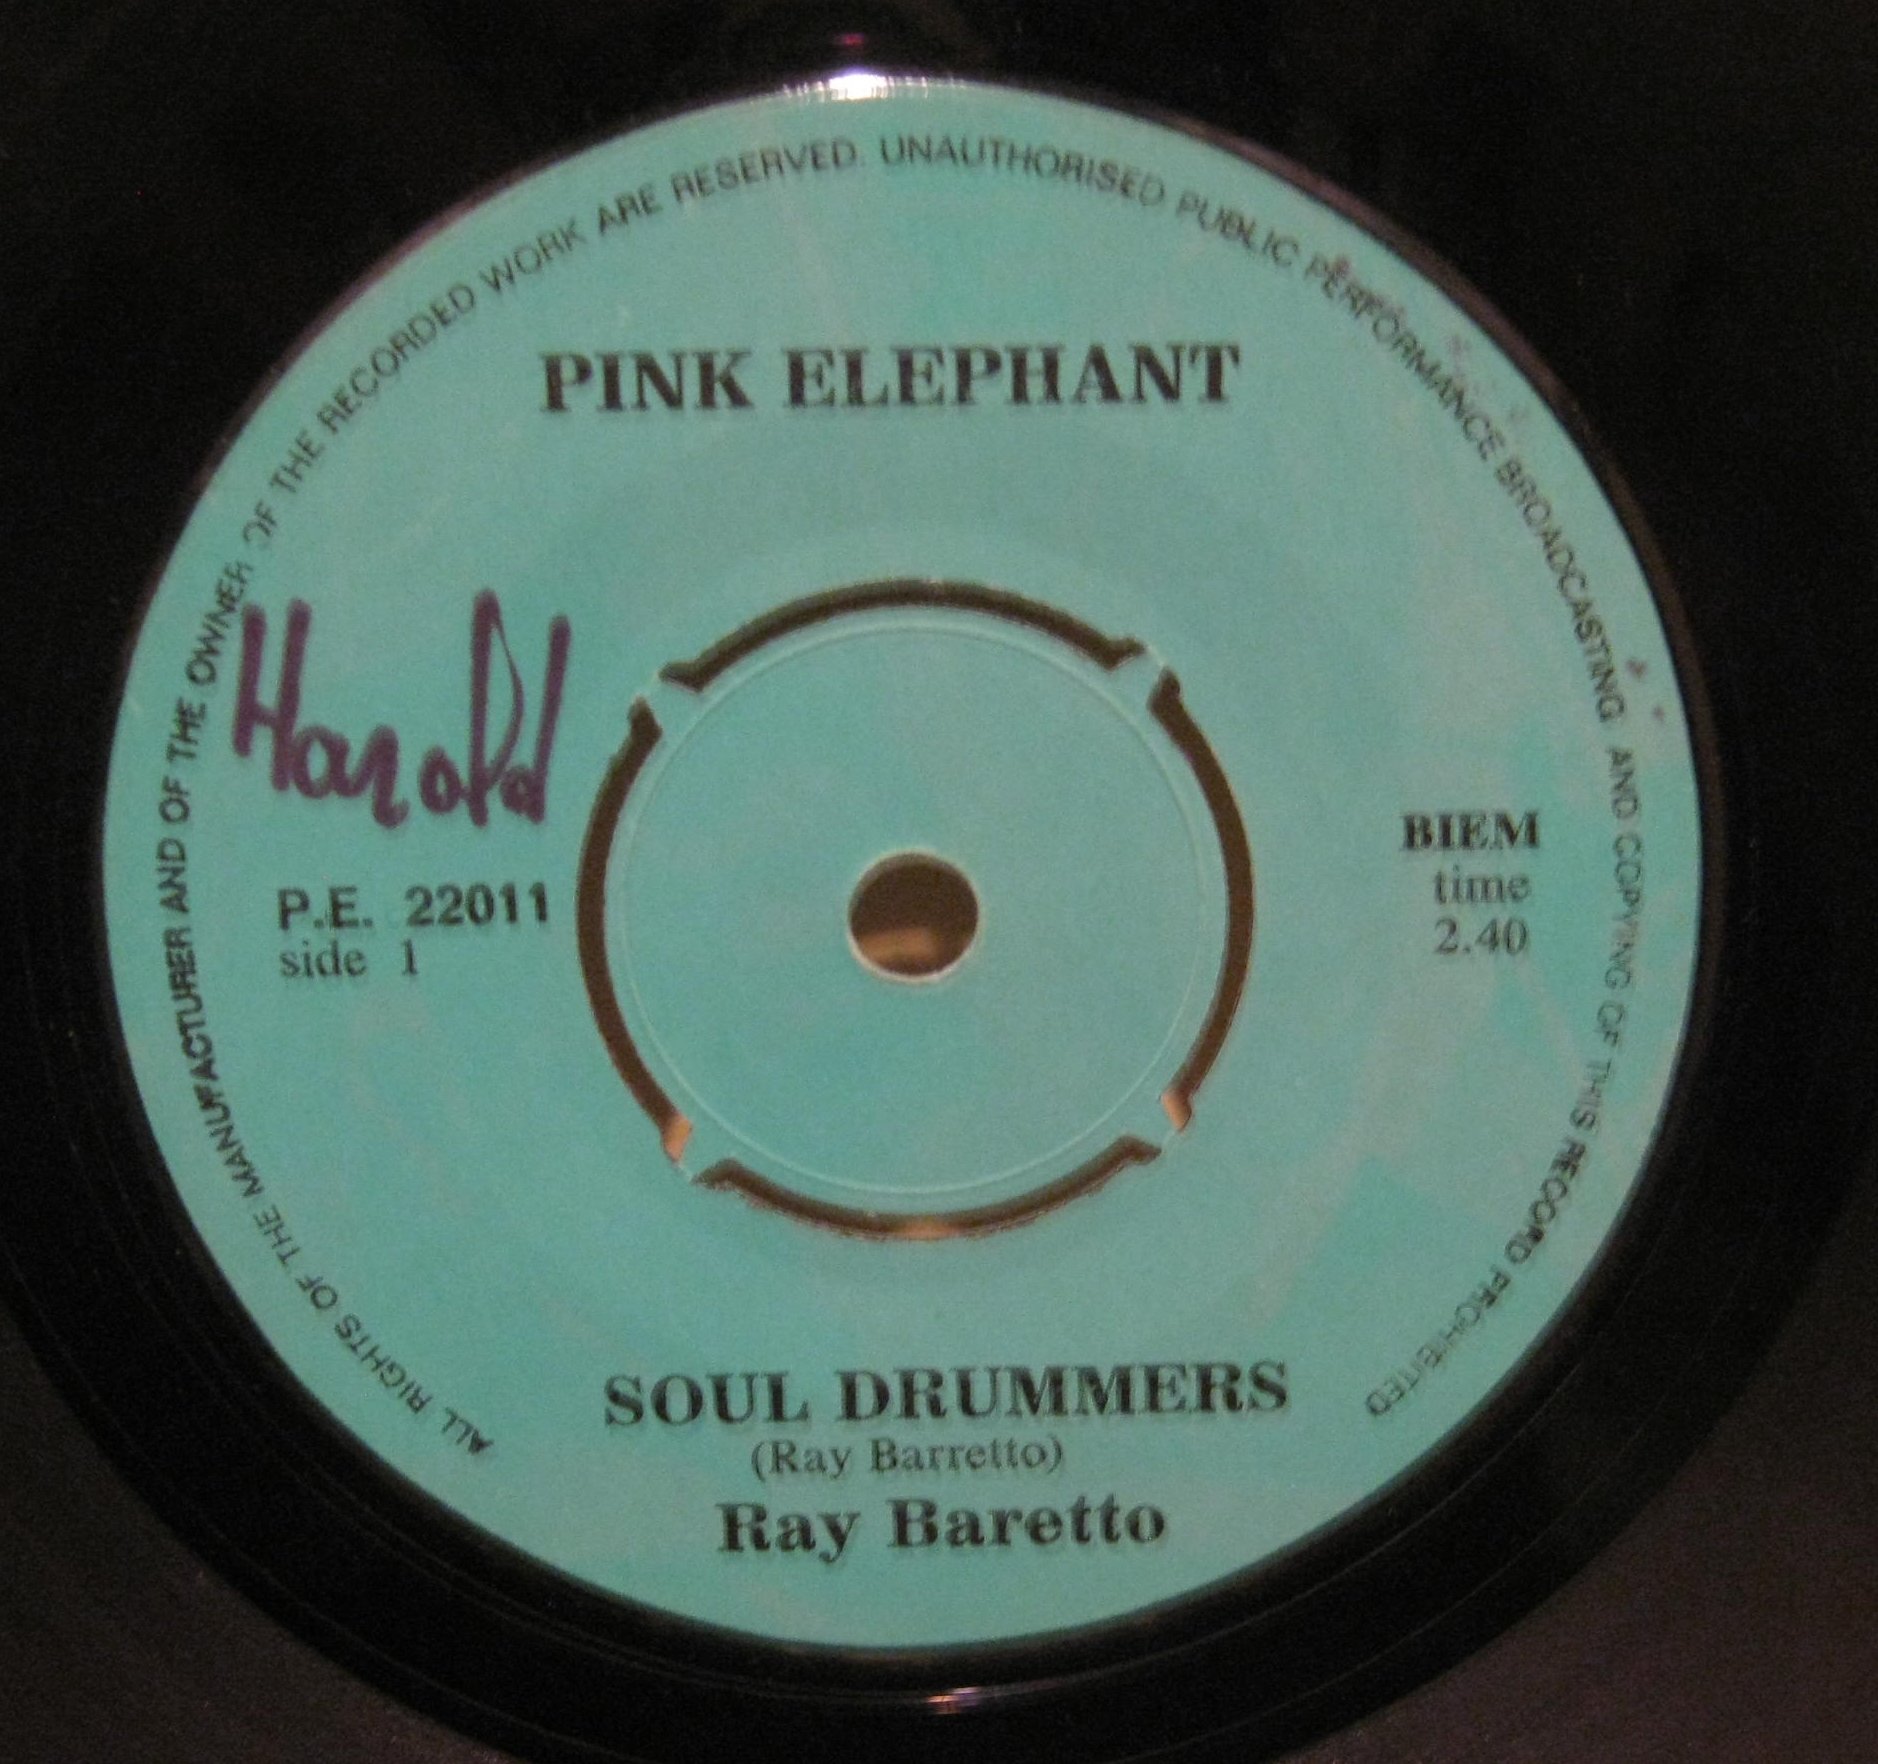 ALL RIGHTS OF THE MANUFACTURER AND OF THE OWNER OF THE RECORDED WORK ARE RESERVED. UNAUTHORISED PUBLIC PERFORMANCE BROADCASTING AND COPYING OF THIS RECORD PROHIBITED
PINK ELEPHANT
Harold
P.E. 22011
side 1
BIEM
time
2.40
SOUL DRUMMERS
(Ray Barretto)
Ray Baretto